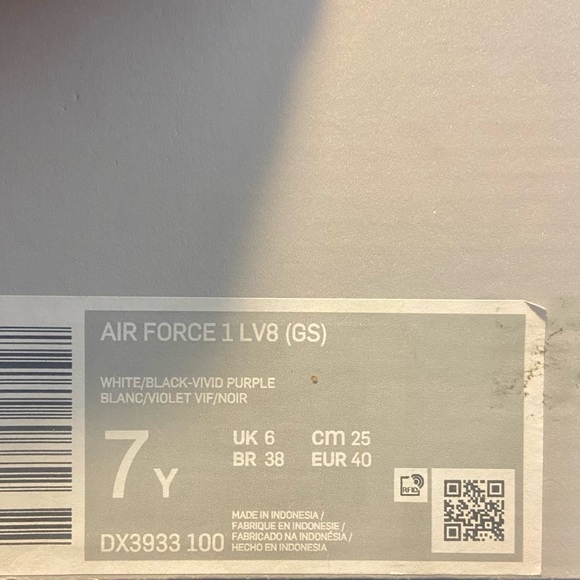 AIR FORCE 1 LV8 (GS)
WHITE/BLACK-VIVID PURPLE
BLANC/VIOLET VIF/NOIR
7Y
UK 6 cm 25
BR 38 EUR 40
RFID
DX3933 100
MADE IN INDONESIA/
FABRIQUE EN INDONESIE/
FABRICADO NA INDONÉSIA/
HECHO EN INDONESIA